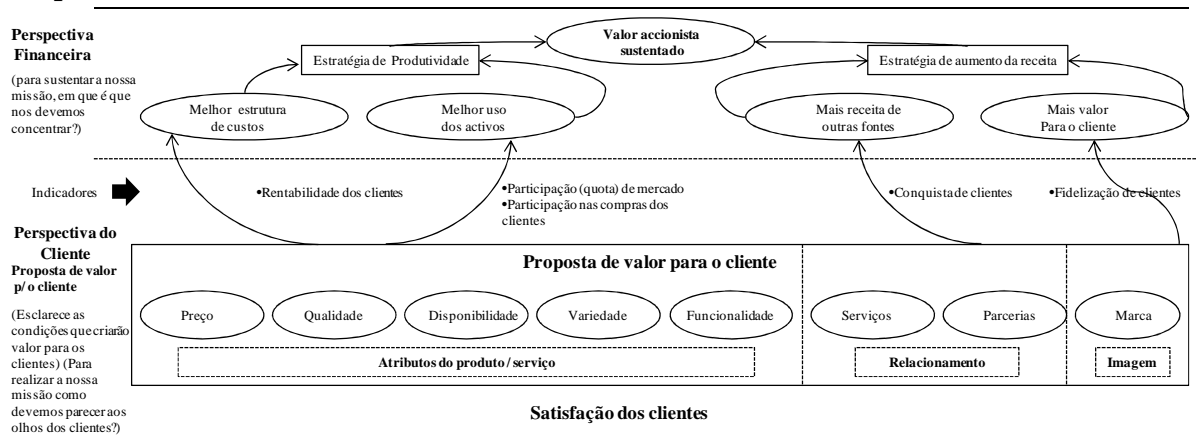 Perspectiva
Financeira
(para sustentar a nossa
missão, em que é que
nos devemos
concentrar?)
Valor accionista
sustentado
Estratégia de Produtividade
Estratégia de aumento da receita
Melhor estrutura
de custos
Melhor uso
dos activos
Mais receita de
outras fontes
Mais valor
Para o cliente
Indicadores
•Rentabilidade dos clientes
•Participação (quota) de mercado
•Participação nas compras dos
clientes
•Conquista de clientes
•Fidelização de clientes
Perspectiva do
Cliente
Proposta de valor
p/ o cliente
(Esclarece as
condições que criarão
valor para os
clientes) (Para
realizar a nossa
missão como
devemos parecer aos
olhos dos clientes?)
Proposta de valor para o cliente
Preço
Qualidade
Disponibilidade
Variedade
Funcionalidade
Serviços
Parcerias
Marca
Atributos do produto / serviço
Relacionamento
Imagem
Satisfação dos clientes